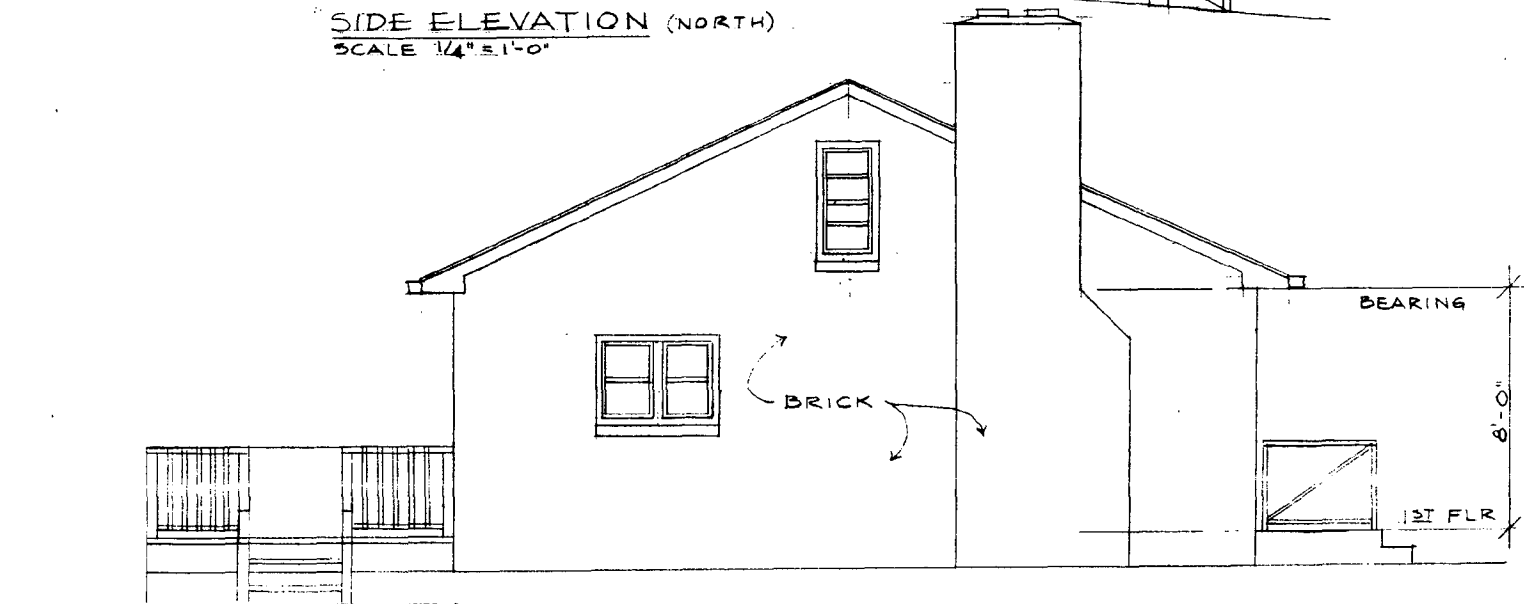 SIDE ELEVATION (NORTH)
SCALE 1/4" = 1'-0"
BEARING
BRICK
8'-0"
1ST FLR